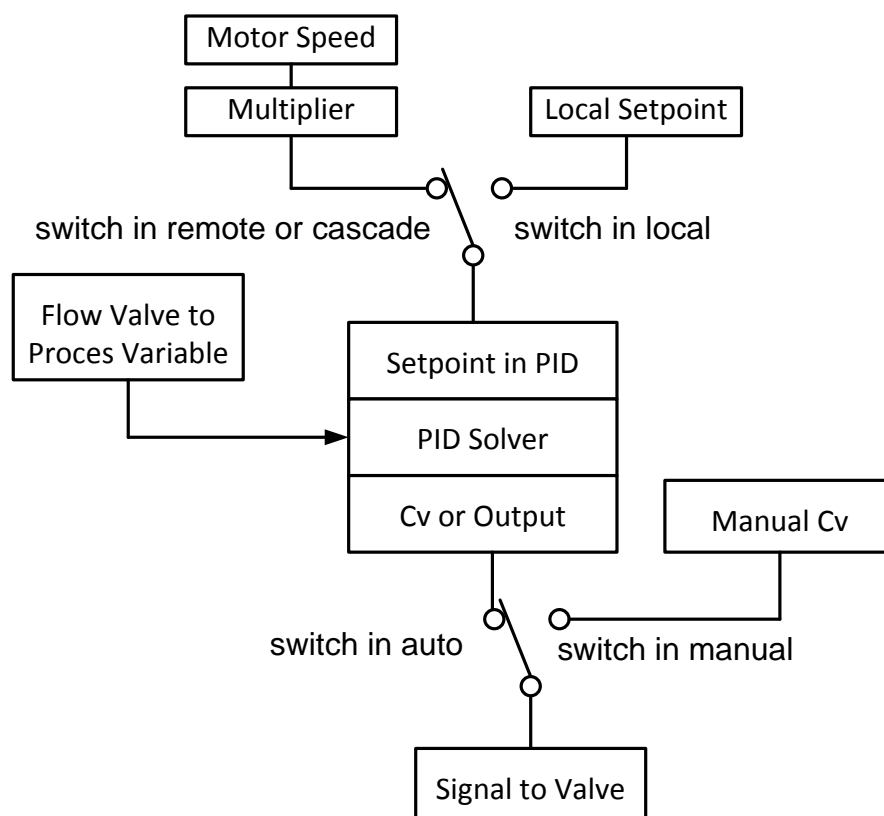 Motor Speed
Multiplier
Local Setpoint
switch in remote or cascade
switch in local
Flow Valve to
Proces Variable
Setpoint in PID
PID Solver
Cv or Output
Manual Cv
switch in auto
switch in manual
Signal to Valve